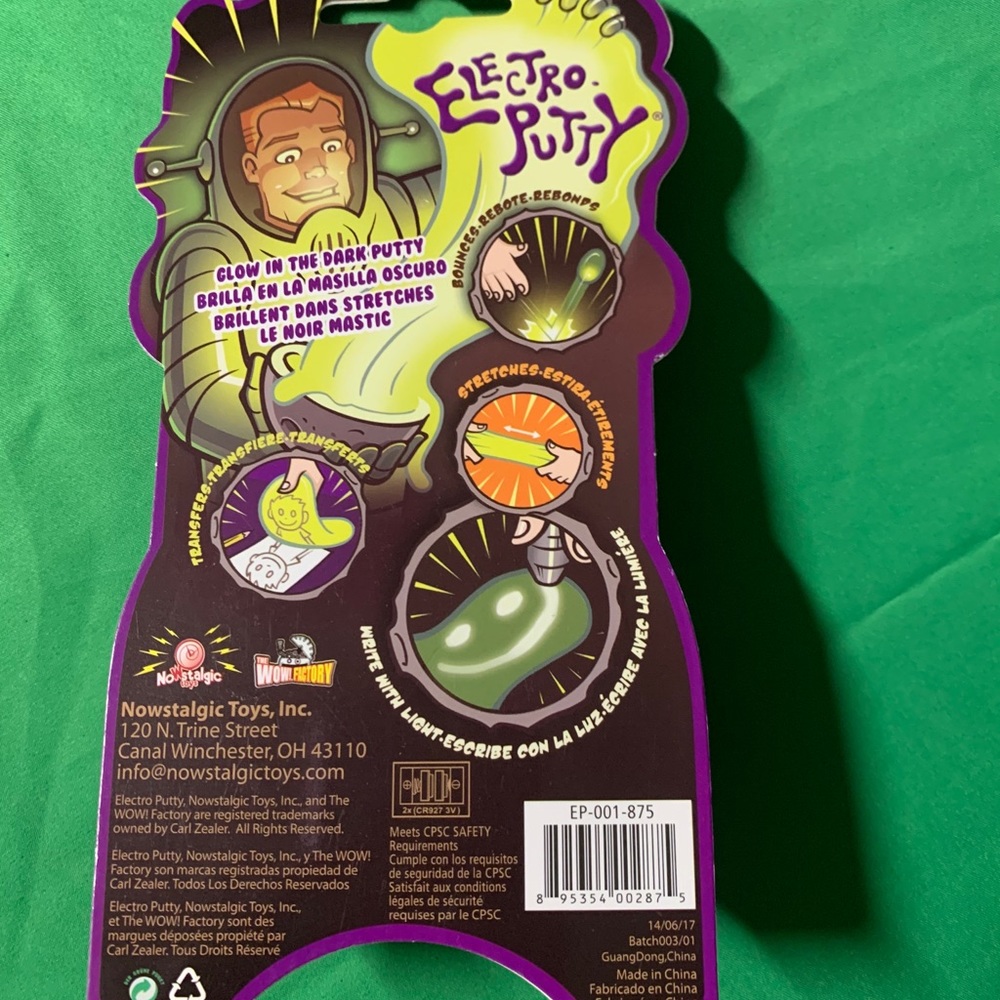 ELECTRO-PUTTY®
BOUNCES·REBOTE·REBONDS
GLOW IN THE DARK PUTTY
BRILLA EN LA MASILLA OSCURO
BRILLENT DANS STRETCHES
LE NOIR MASTIC
STRETCHES·ESTIRA·ÉTIREMENTS
TRANSFERS·TRANSFIERE·TRANSFERTS
WRITE WITH LIGHT·ESCRIBE CON LA LUZ·ÉCRIRE AVEC LA LUMIÈRE
Nowstalgic
toys
THE
WOW! FACTORY
Nowstalgic Toys, Inc.
120 N. Trine Street
Canal Winchester, OH 43110
info@nowstalgictoys.com
Electro Putty, Nowstalgic Toys, Inc., and The
WOW! Factory are registered trademarks
owned by Carl Zealer. All Rights Reserved.
Electro Putty, Nowstalgic Toys, Inc., y The WOW!
Factory son marcas registradas propiedad de
Carl Zealer. Todos Los Derechos Reservados
Electro Putty, Nowstalgic Toys, Inc.,
et The WOW! Factory sont des
marques déposées propiété par
Carl Zealer. Tous Droits Réservé
2x(CR927 3V)
Meets CPSC SAFETY
Requirements
Cumple con los requisitos
de seguridad de la CPSC
Satisfait aux conditions
légales de sécurité
requises par le CPSC
EP-001-875
8 95354 00287 5
14/06/17
Batch003/01
GuangDong,China
Made in China
Fabricado en China
DER GRÜNE PUNKT